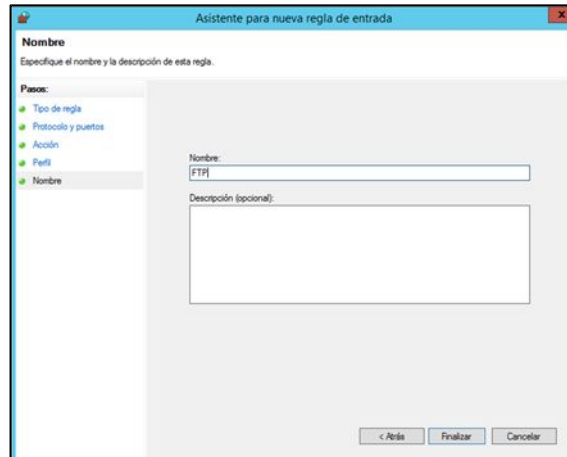 Asistente para nueva regla de entrada
x
Nombre
Especifique el nombre y la descripción de esta regla.
Pasos:
Tipo de regla
Protocolo y puertos
Acción
Perfil
Nombre
Nombre:
FTP
Descripción (opcional):
< Atrás Finalizar Cancelar